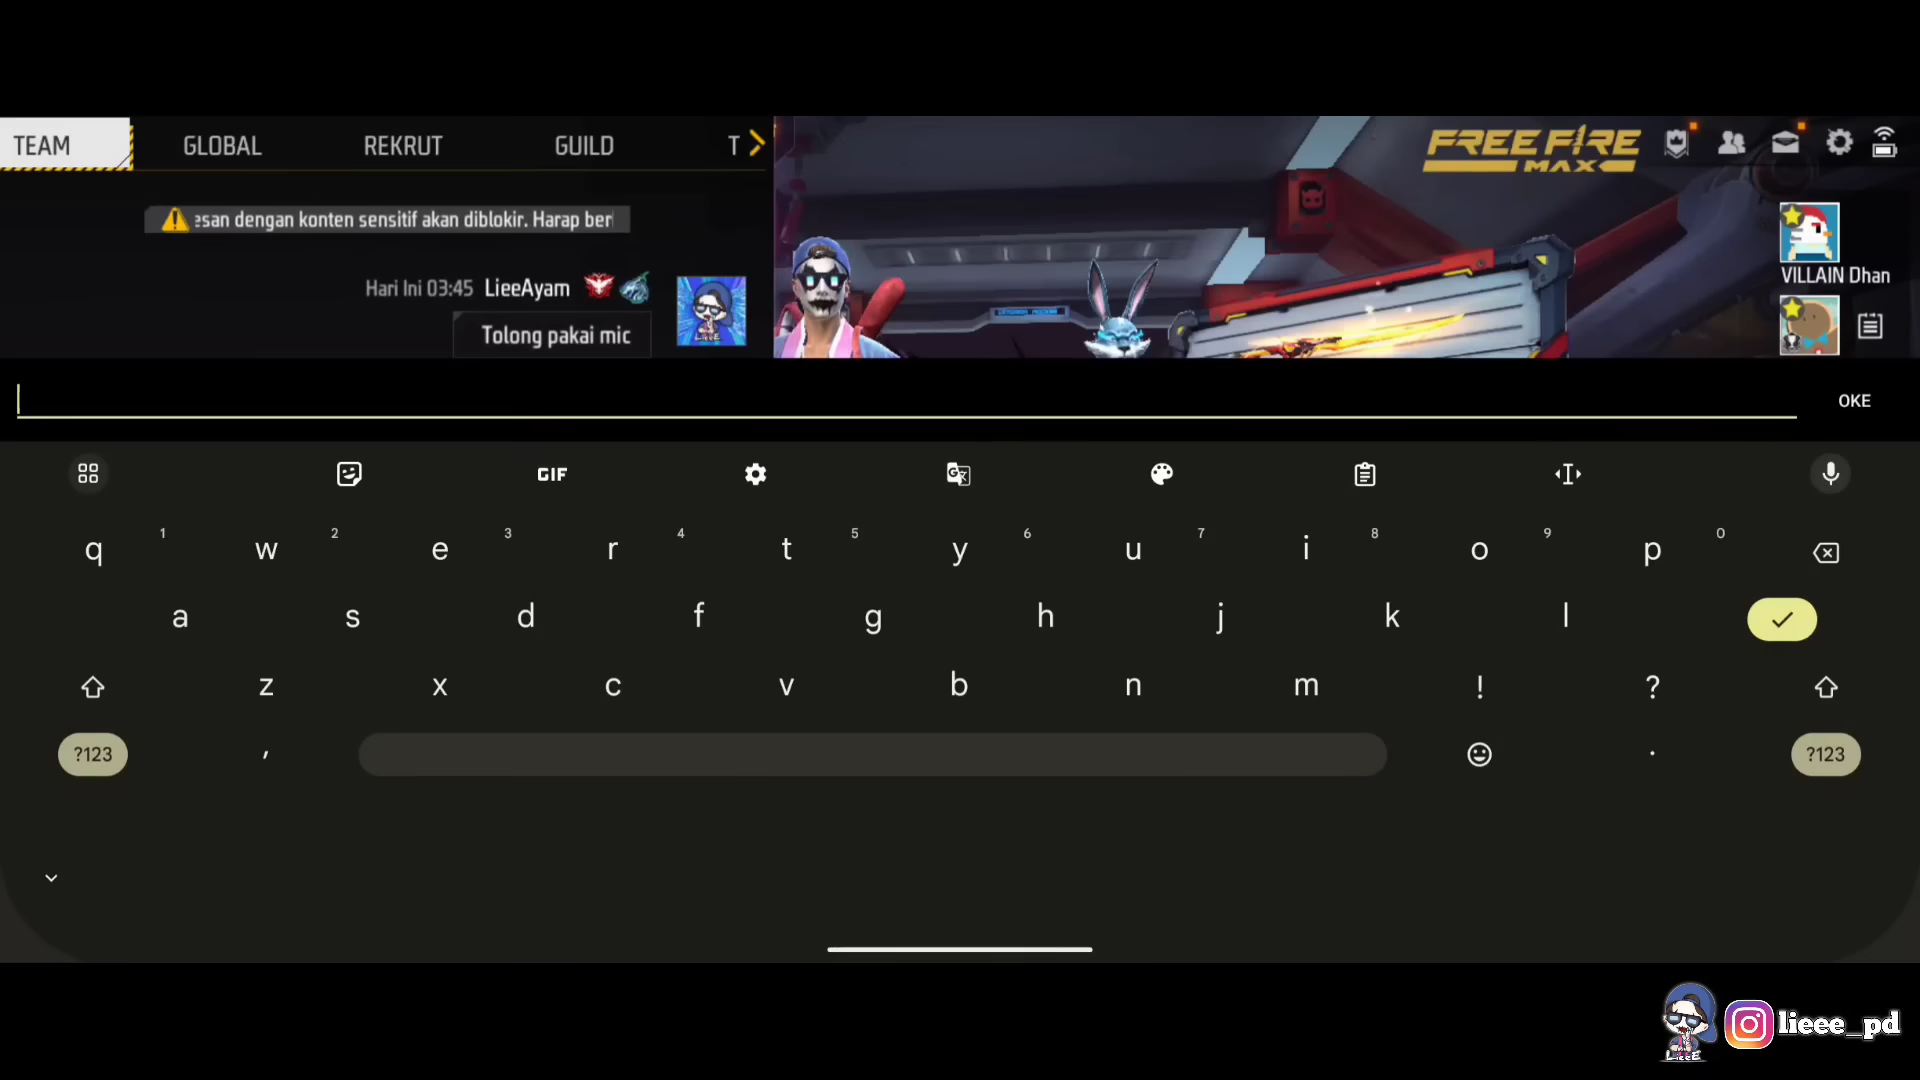 TEAM GLOBAL REKRUT GUILD T
FREE FIRE
MAX
esan dengan konten sensitif akan diblokir. Harap ber
VILLAIN Dhan
Hari Ini 03:45 LieeAyam
Tolong pakai mic
OKE
GIF
q 1 w 2 e 3 r 4 t 5 y 6 u 7 i 8 o 9 p 0
a s d f g h j k l
z x c v b n m ! ?
?123 , . ?123
lieee_pd
LieeE